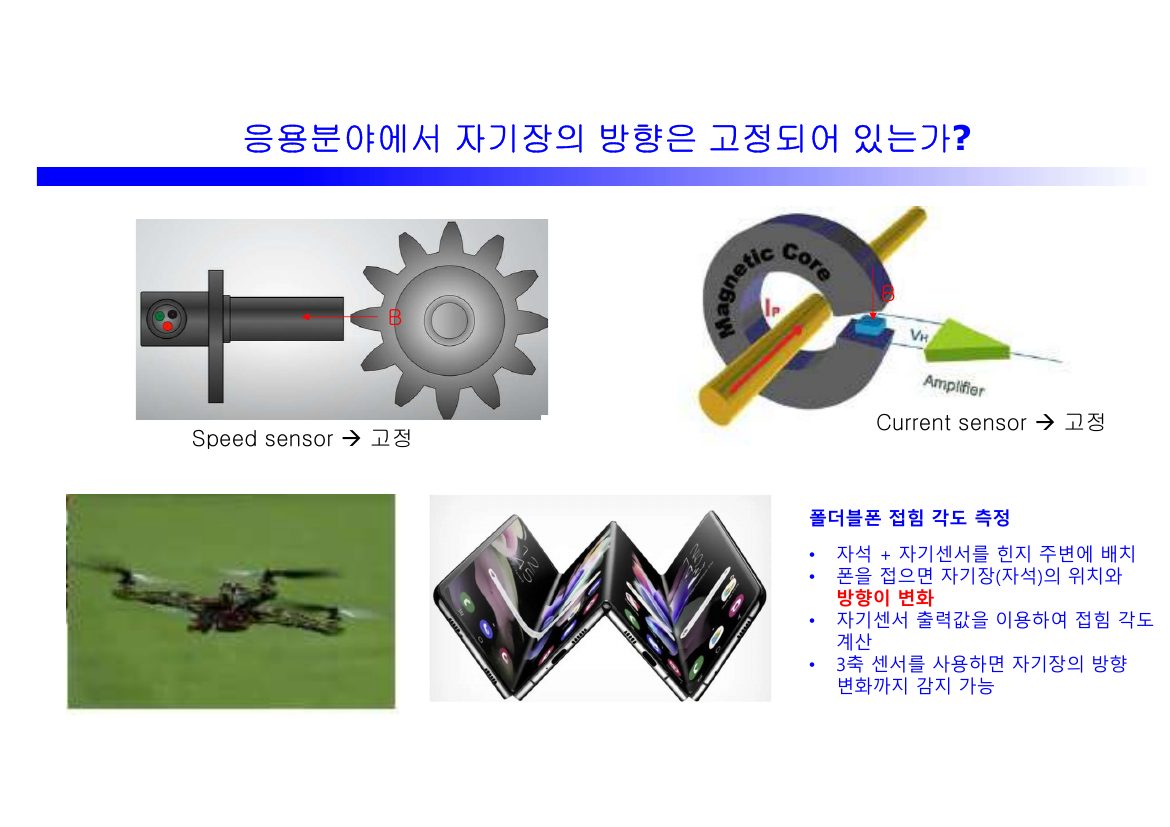 응용분야에서 자기장의 방향은 고정되어 있는가?
B
Speed sensor → 고정
Magnetic Core
B
IP
VH
Amplifier
Current sensor → 고정
폴더블폰 접힘 각도 측정
• 자석 + 자기센서를 힌지 주변에 배치
• 폰을 접으면 자기장(자석)의 위치와
방향이 변화
• 자기센서 출력값을 이용하여 접힘 각도
계산
• 3축 센서를 사용하면 자기장의 방향
변화까지 감지 가능